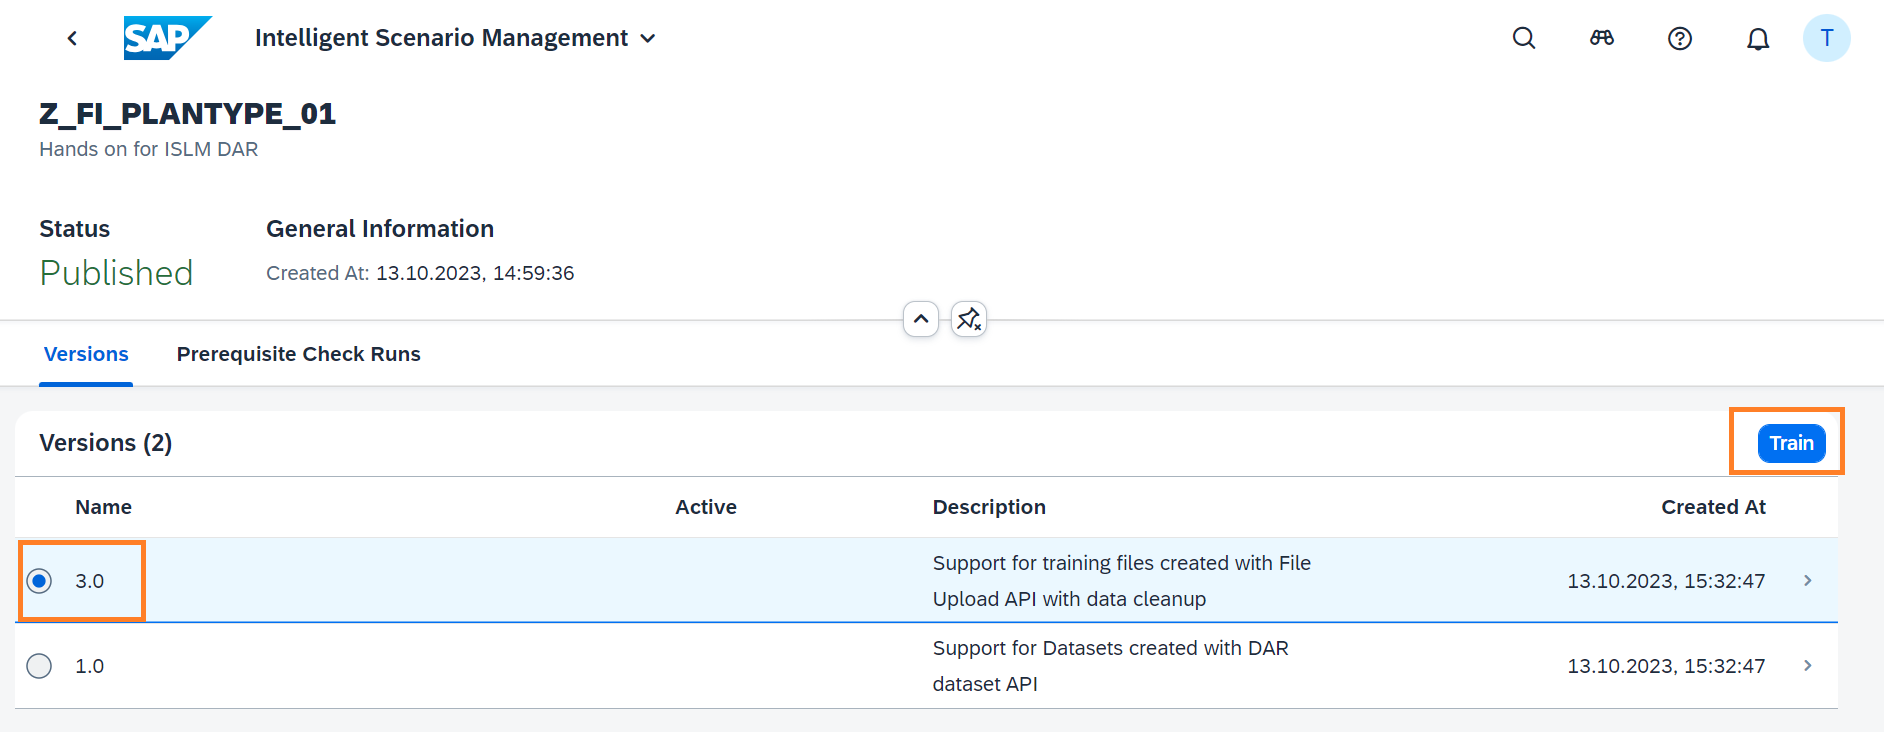 SAP
Intelligent Scenario Management
T
Z_FI_PLANTYPE_01
Hands on for ISLM DAR
Status
General Information
Published
Created At: 13.10.2023, 14:59:36
Versions
Prerequisite Check Runs
Versions (2)
Train
Name
Active
Description
Created At
3.0
Support for training files created with File
Upload API with data cleanup
13.10.2023, 15:32:47
1.0
Support for Datasets created with DAR
dataset API
13.10.2023, 15:32:47